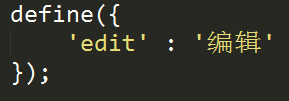 define({
    'edit' : '编辑'
});